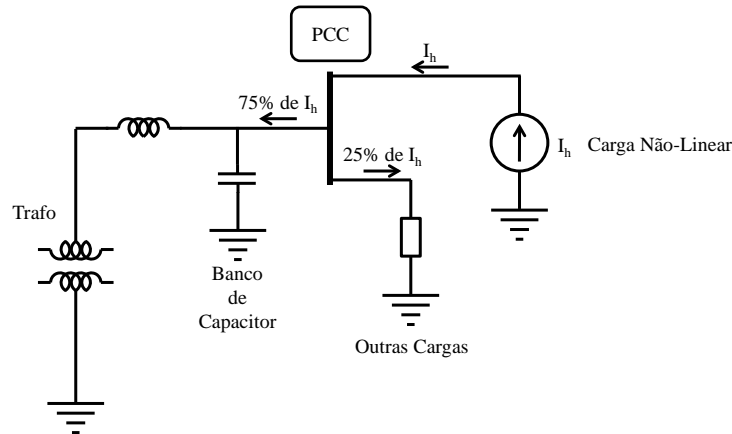 PCC
I_h
75% de I_h
25% de I_h
I_h Carga Não-Linear
Trafo
Banco
de
Capacitor
Outras Cargas